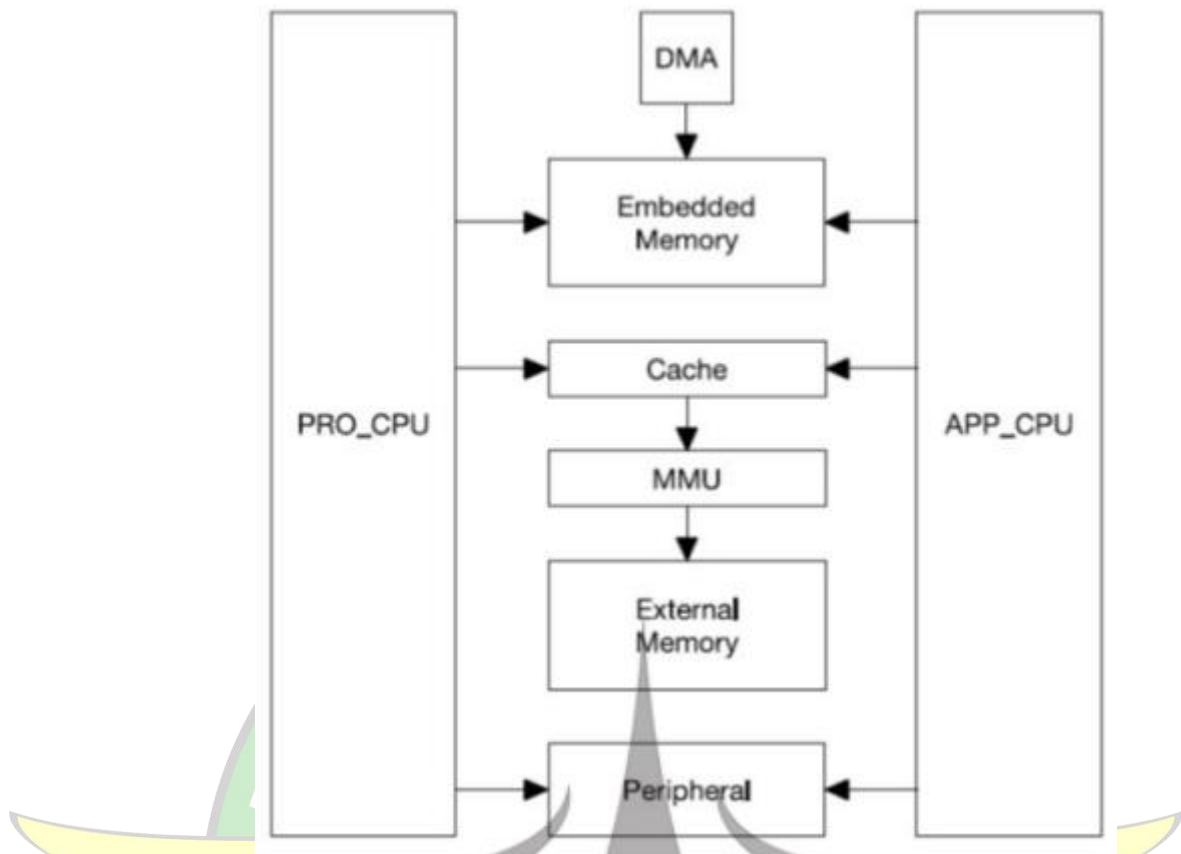 DMA
Embedded
Memory
Cache
PRO_CPU
APP_CPU
MMU
External
Memory
Peripheral